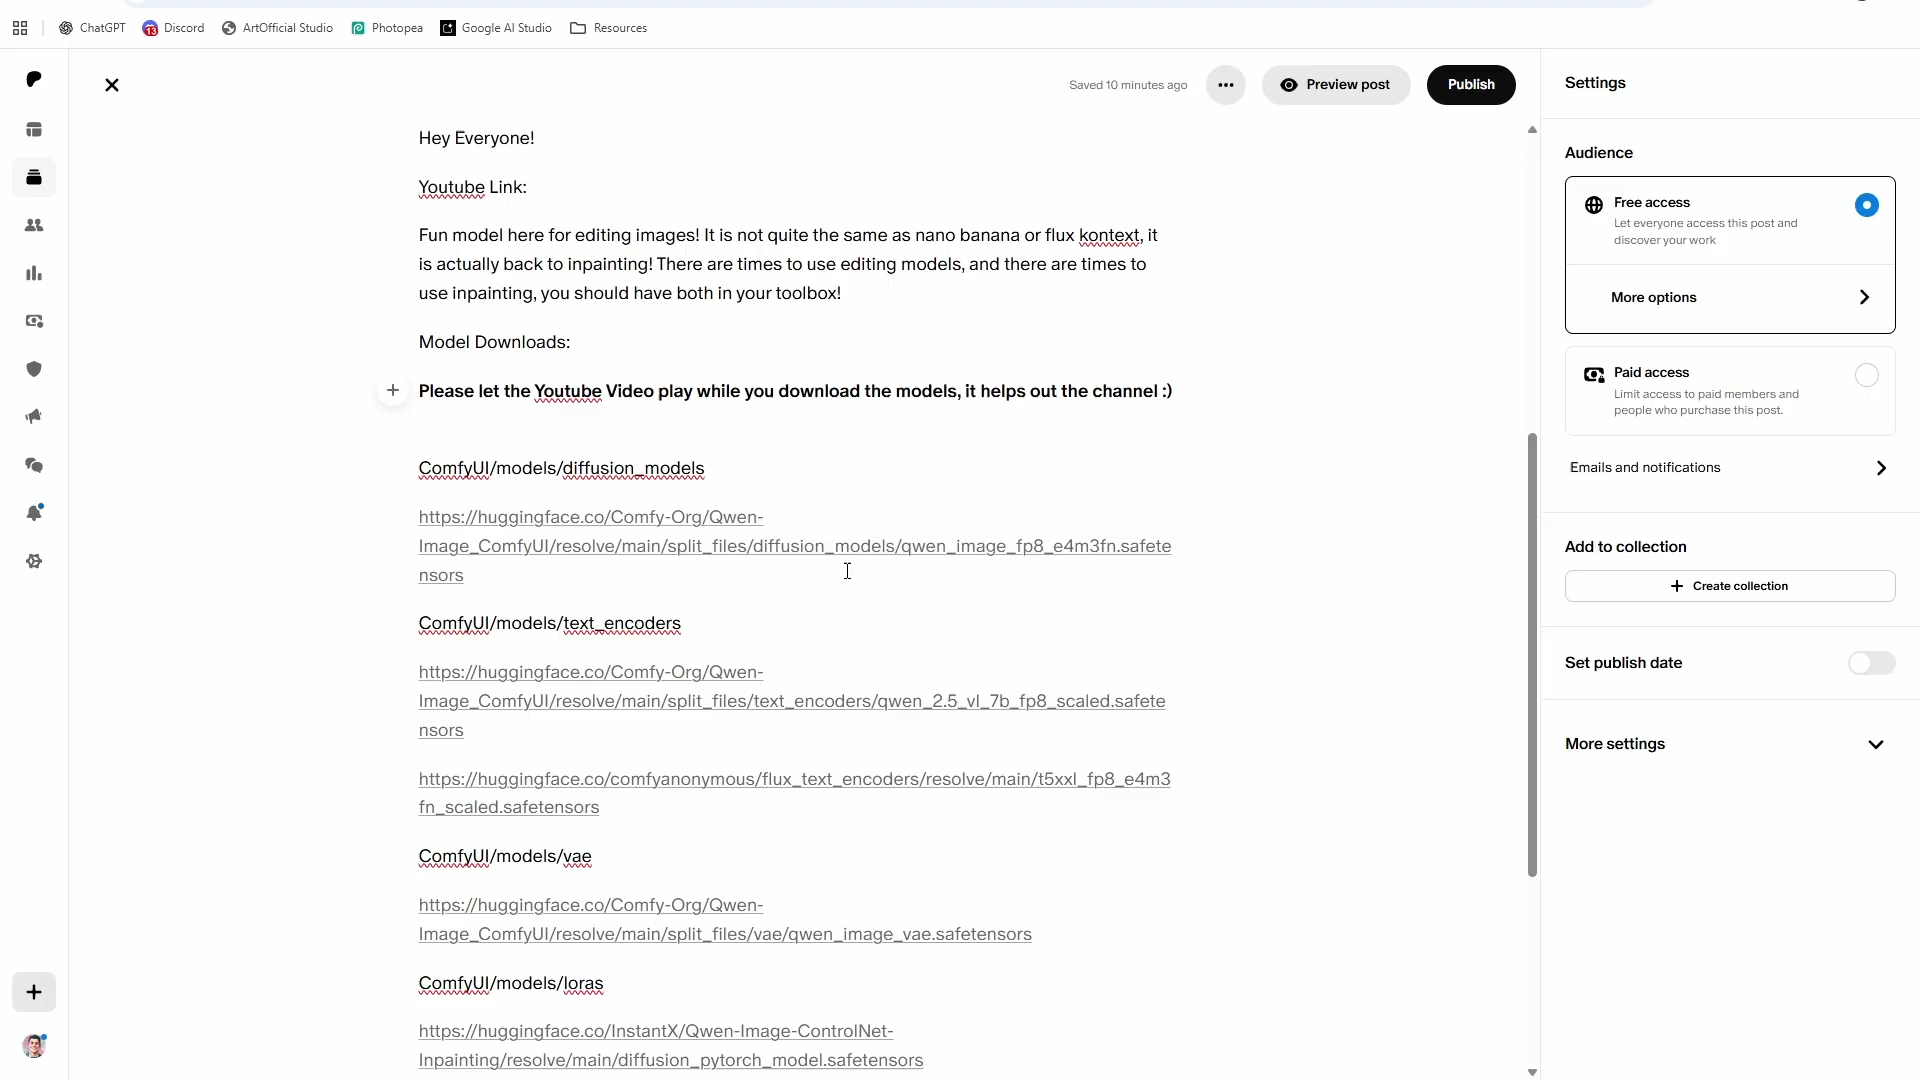 ChatGPT
13
Discord
ArtOfficial Studio
Photopea
Google AI Studio
Resources
Saved 10 minutes ago
Preview post
Publish
Settings
Hey Everyone!
Youtube Link:
Fun model here for editing images! It is not quite the same as nano banana or flux kontext, it
is actually back to inpainting! There are times to use editing models, and there are times to
use inpainting, you should have both in your toolbox!
Model Downloads:
Please let the Youtube Video play while you download the models, it helps out the channel :)
ComfyUI/models/diffusion_models
https://huggingface.co/Comfy-Org/Qwen-
Image_ComfyUI/resolve/main/split_files/diffusion_models/qwen_image_fp8_e4m3fn.safete
nsors
ComfyUI/models/text_encoders
https://huggingface.co/Comfy-Org/Qwen-
Image_ComfyUI/resolve/main/split_files/text_encoders/qwen_2.5_vl_7b_fp8_scaled.safete
nsors
https://huggingface.co/comfyanonymous/flux_text_encoders/resolve/main/t5xxl_fp8_e4m3
fn_scaled.safetensors
ComfyUI/models/vae
https://huggingface.co/Comfy-Org/Qwen-
Image_ComfyUI/resolve/main/split_files/vae/qwen_image_vae.safetensors
ComfyUI/models/loras
https://huggingface.co/InstantX/Qwen-Image-ControlNet-
Inpainting/resolve/main/diffusion_pytorch_model.safetensors
Audience
Free access
Let everyone access this post and
discover your work
More options
Paid access
Limit access to paid members and
people who purchase this post.
Emails and notifications
Add to collection
Create collection
Set publish date
More settings